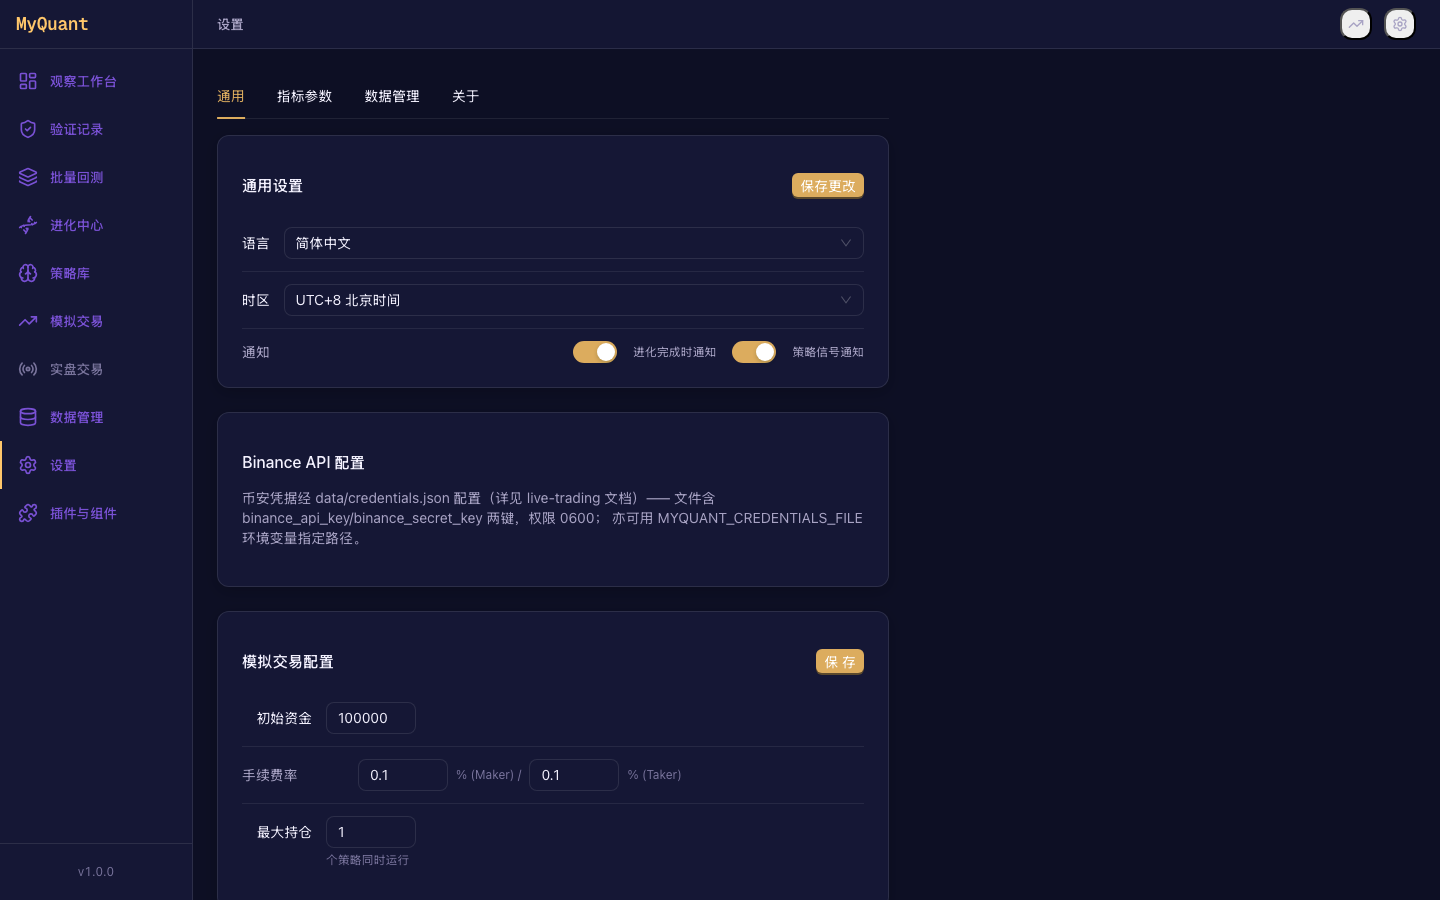 MyQuant
设置
观察工作台
验证记录
批量回测
进化中心
策略库
模拟交易
实盘交易
数据管理
设置
插件与组件
v1.0.0
通用 指标参数 数据管理 关于
通用设置 保存更改
语言 简体中文
时区 UTC+8 北京时间
通知 进化完成时通知 策略信号通知
Binance API 配置
币安凭据经 data/credentials.json 配置（详见 live-trading 文档）—— 文件含
binance_api_key/binance_secret_key 两键，权限 0600； 亦可用 MYQUANT_CREDENTIALS_FILE
环境变量指定路径。
模拟交易配置 保 存
初始资金 100000
手续费率 0.1 % (Maker) / 0.1 % (Taker)
最大持仓 1
个策略同时运行